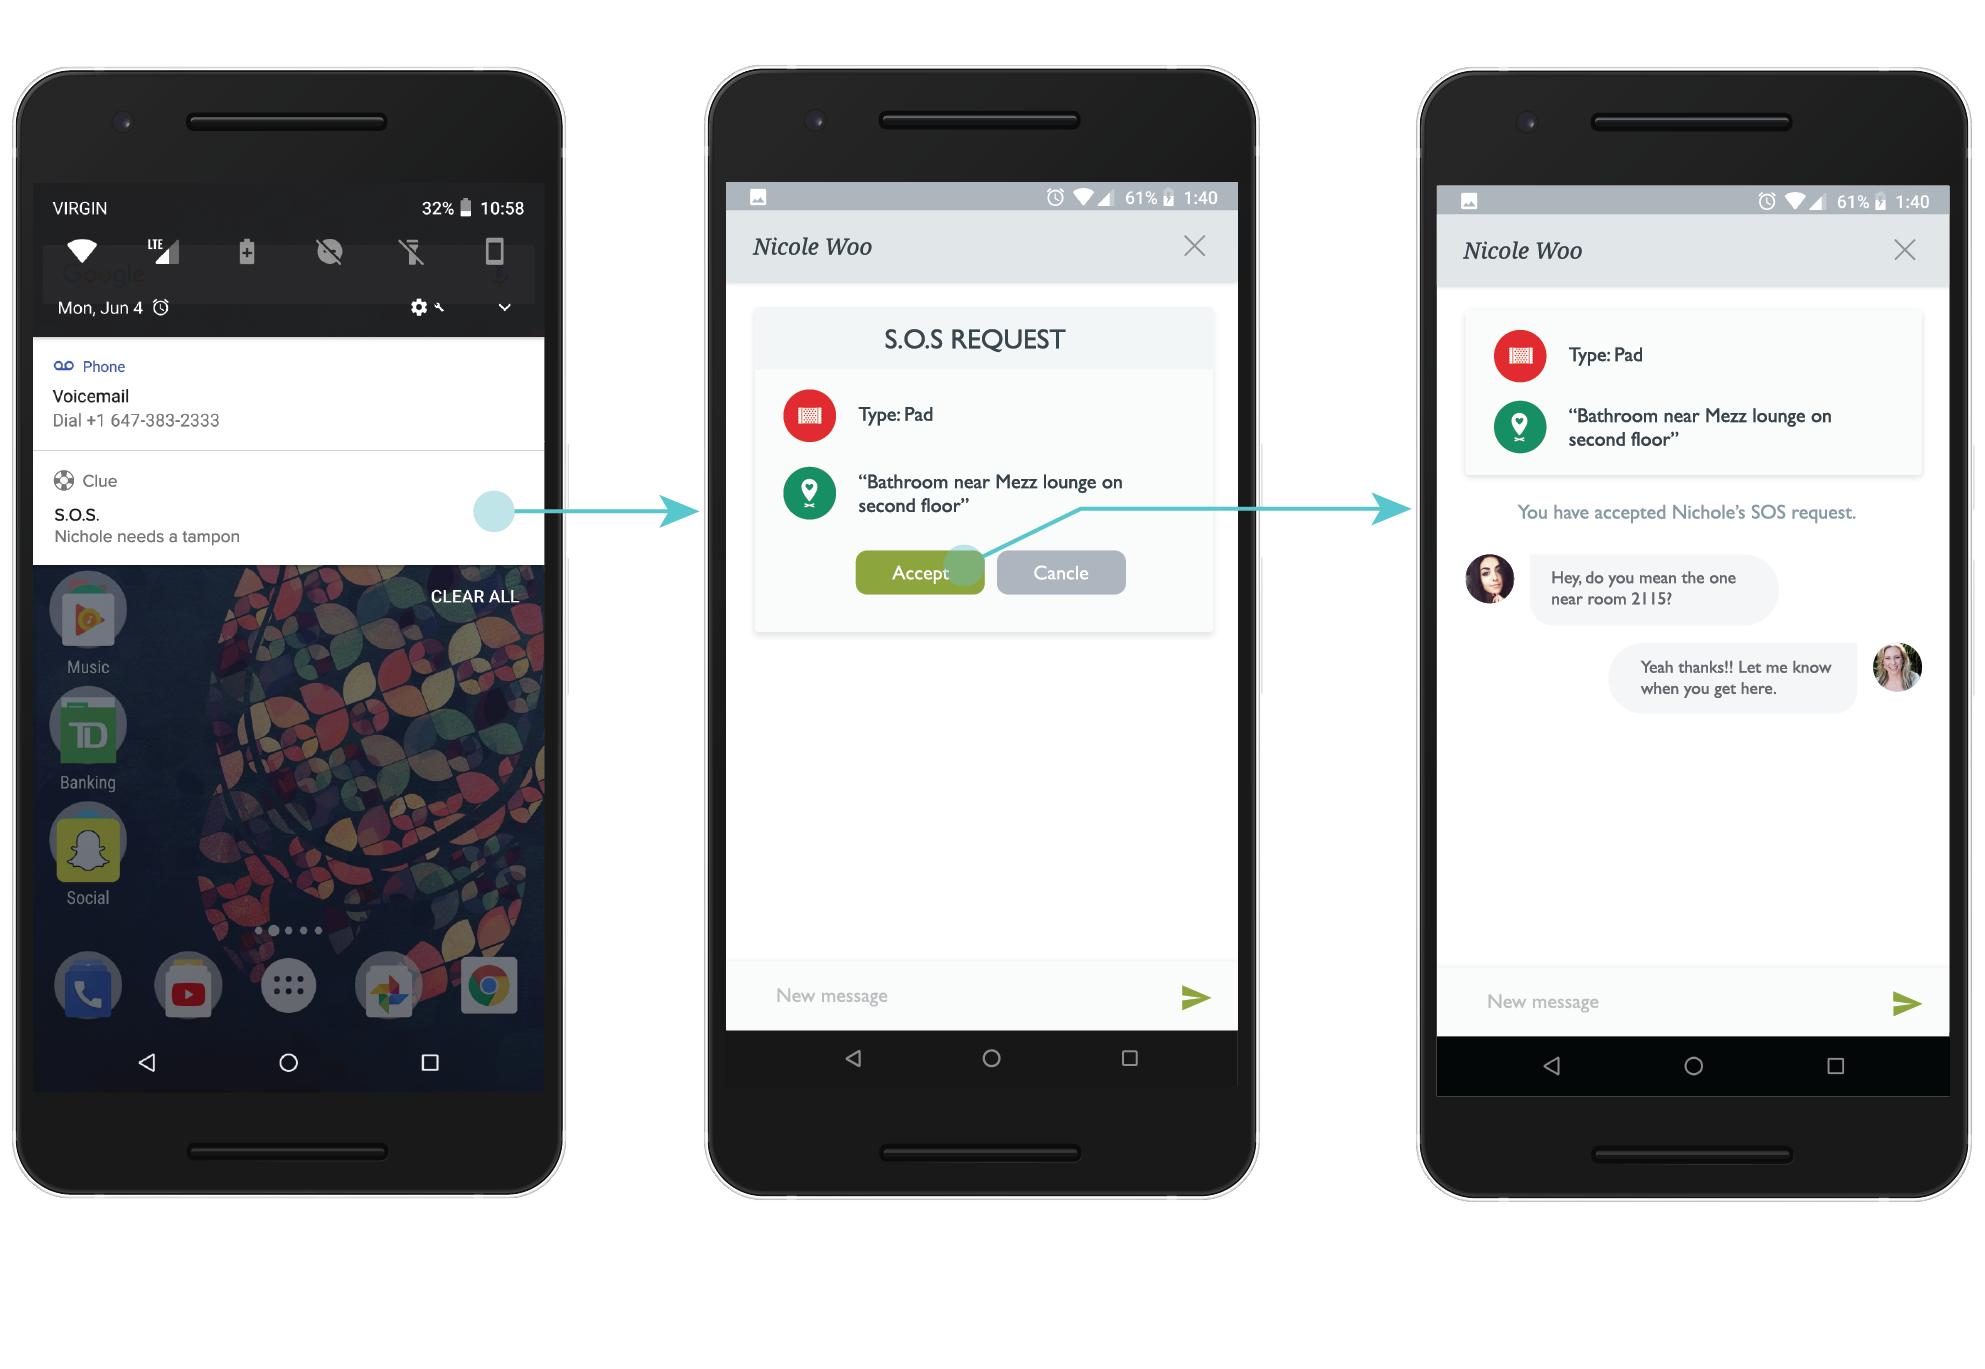 VIRGIN
32% 10:58
LTE
Google
Mon, Jun 4
Phone
Voicemail
Dial +1 647-383-2333
Clue
S.O.S.
Nichole needs a tampon
CLEAR ALL
Music
TD
Banking
Social
61% 1:40
Nicole Woo
S.O.S REQUEST
Type: Pad
“Bathroom near Mezz lounge on
second floor”
Accept
Cancle
New message
61% 1:40
Nicole Woo
Type: Pad
“Bathroom near Mezz lounge on
second floor”
You have accepted Nichole’s SOS request.
Hey, do you mean the one
near room 2115?
Yeah thanks!! Let me know
when you get here.
New message